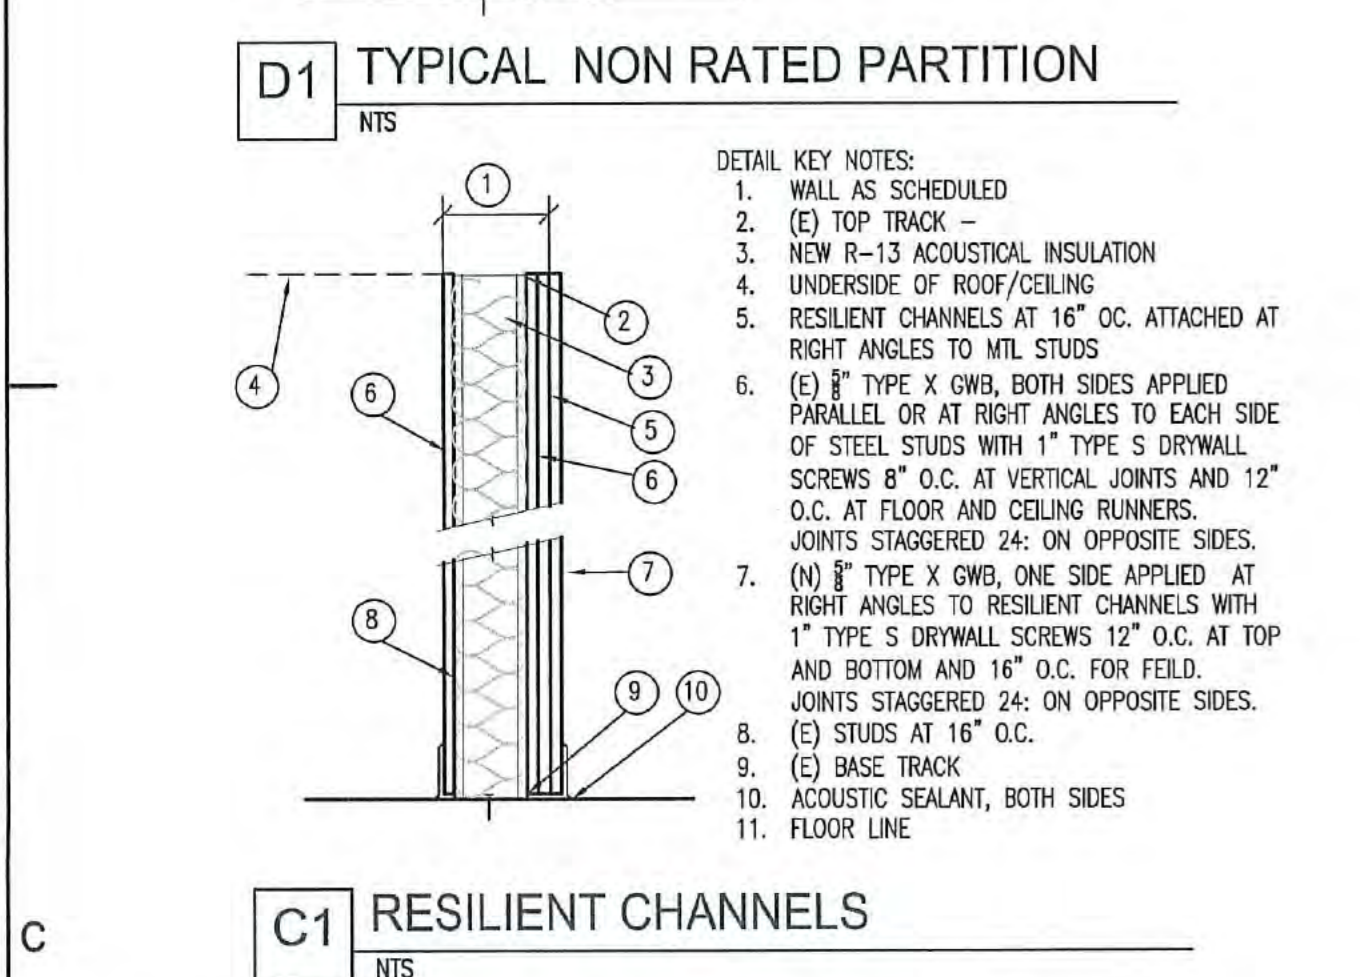 D1 TYPICAL NON RATED PARTITION
NTS
DETAIL KEY NOTES:
1. WALL AS SCHEDULED
2. (E) TOP TRACK –
3. NEW R-13 ACOUSTICAL INSULATION
4. UNDERSIDE OF ROOF/CEILING
5. RESILIENT CHANNELS AT 16" OC. ATTACHED AT
RIGHT ANGLES TO MTL STUDS
6. (E) 5/8" TYPE X GWB, BOTH SIDES APPLIED
PARALLEL OR AT RIGHT ANGLES TO EACH SIDE
OF STEEL STUDS WITH 1" TYPE S DRYWALL
SCREWS 8" O.C. AT VERTICAL JOINTS AND 12"
O.C. AT FLOOR AND CEILING RUNNERS.
JOINTS STAGGERED 24: ON OPPOSITE SIDES.
7. (N) 5/8" TYPE X GWB, ONE SIDE APPLIED AT
RIGHT ANGLES TO RESILIENT CHANNELS WITH
1" TYPE S DRYWALL SCREWS 12" O.C. AT TOP
AND BOTTOM AND 16" O.C. FOR FEILD.
JOINTS STAGGERED 24: ON OPPOSITE SIDES.
8. (E) STUDS AT 16" O.C.
9. (E) BASE TRACK
10. ACOUSTIC SEALANT, BOTH SIDES
11. FLOOR LINE
1
2
3
4
6
5
6
7
8
9
10
C
C1 RESILIENT CHANNELS
NTS